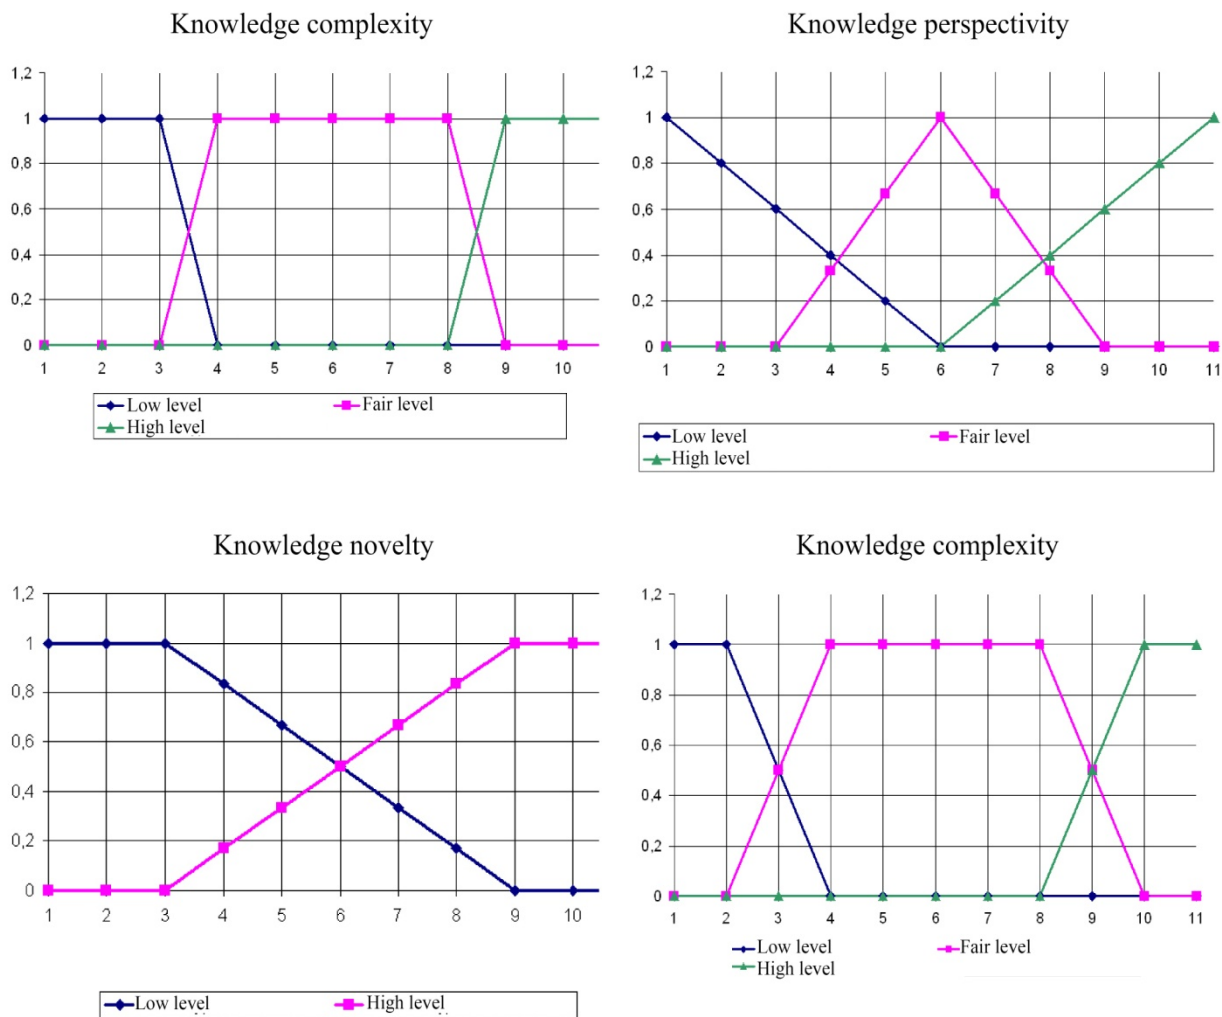 Knowledge complexity
1,2
1
0,8
0,6
0,4
0,2
0
1 2 3 4 5 6 7 8 9 10
Low level Fair level
High level
Knowledge perspectivity
1,2
1
0,8
0,6
0,4
0,2
0
1 2 3 4 5 6 7 8 9 10 11
Low level Fair level
High level
Knowledge novelty
1,2
1
0,8
0,6
0,4
0,2
0
1 2 3 4 5 6 7 8 9 10
Low level High level
Knowledge complexity
1,2
1
0,8
0,6
0,4
0,2
0
1 2 3 4 5 6 7 8 9 10 11
Low level Fair level
High level